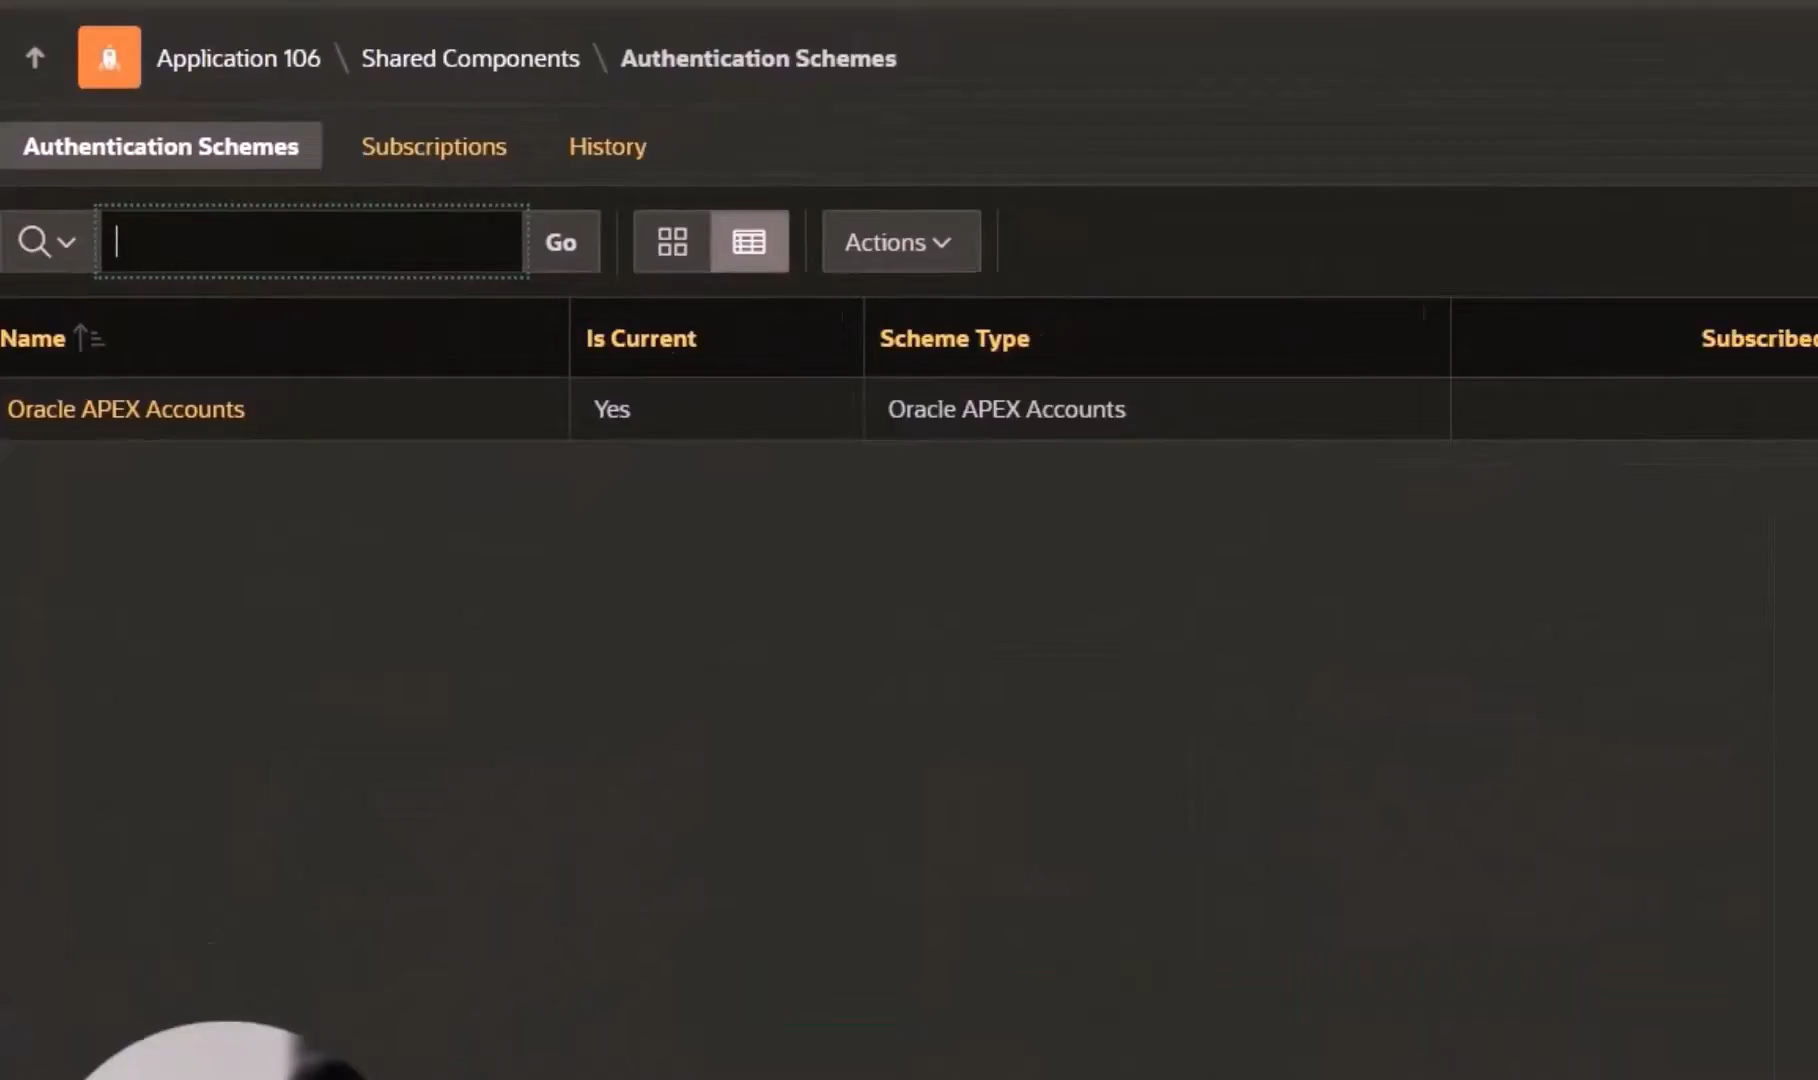 Application 106 \ Shared Components \ Authentication Schemes
Authentication Schemes Subscriptions History
Go Actions
Name Is Current Scheme Type Subscribed
Oracle APEX Accounts Yes Oracle APEX Accounts